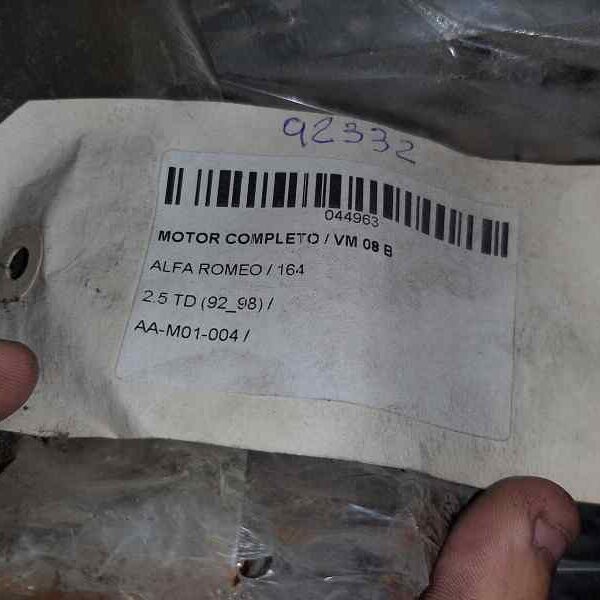 92332
044963
MOTOR COMPLETO / VM 08 B
ALFA ROMEO / 164
2.5 TD (92_98) /
AA-M01-004 /